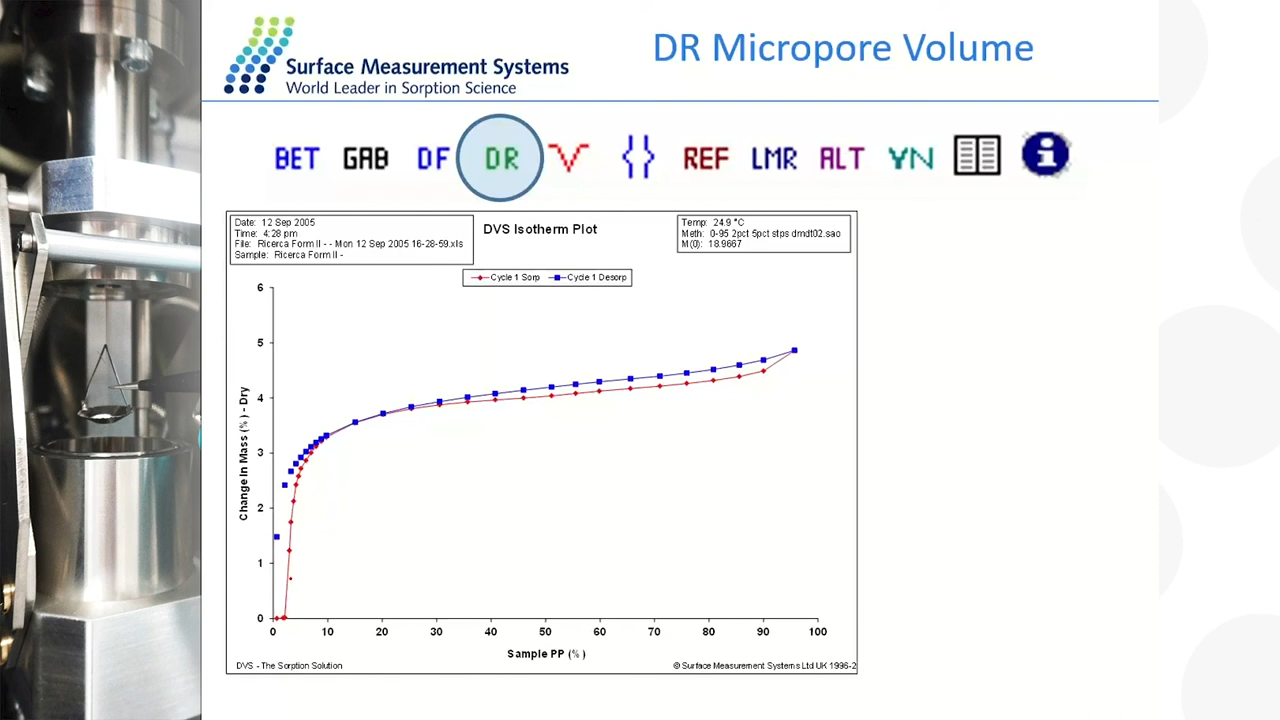 DR Micropore Volume
Surface Measurement Systems
World Leader in Sorption Science
BET GAB DF DR REF LMR ALT YN
Date: 12 Sep 2005
Time: 4:28 pm
File: Ricerca Form II - - Mon 12 Sep 2005 16-28-59.xls
Sample: Ricerca Form II -
DVS Isotherm Plot
Temp: 24.9 °C
Meth: 0-95 2pct 5pct stps dmdt02.sao
M(0): 18.9667
Cycle 1 Sorp Cycle 1 Desorp
6
5
4
3
2
1
0
Change In Mass (%) - Dry
0 10 20 30 40 50 60 70 80 90 100
Sample PP (%)
DVS - The Sorption Solution
© Surface Measurement Systems Ltd UK 1996-2